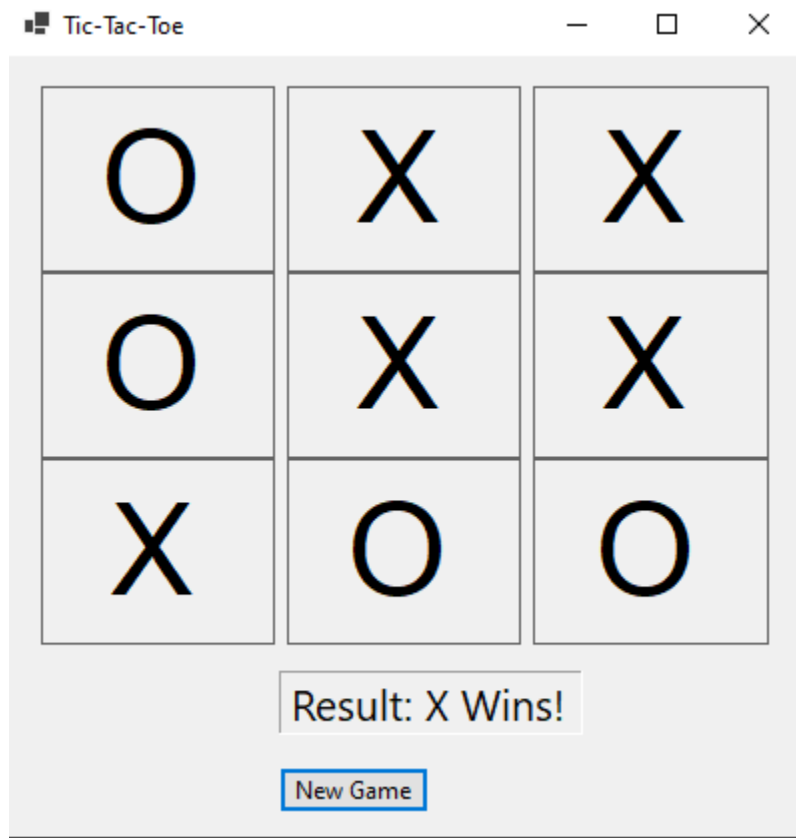 Tic-Tac-Toe
O X X
O X X
X O O
Result: X Wins!
New Game